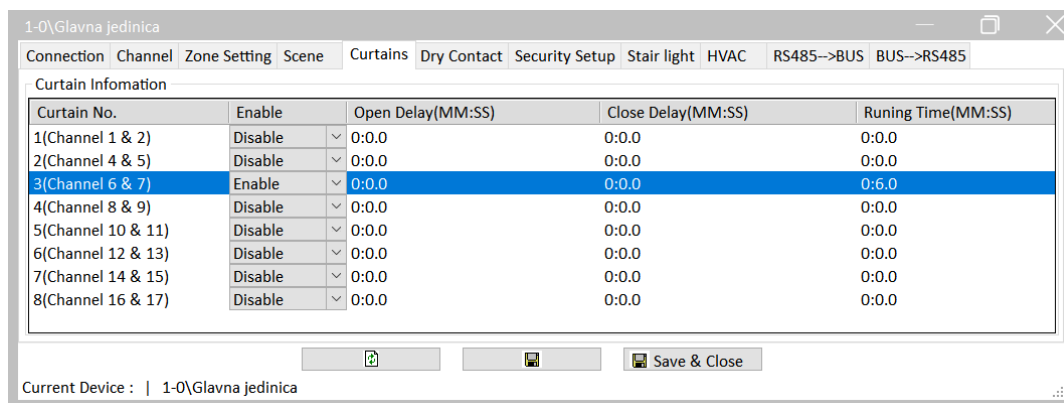 1-0\Glavna jedinica
Connection Channel Zone Setting Scene Curtains Dry Contact Security Setup Stair light HVAC RS485-->BUS BUS-->RS485
Curtain Infomation
Curtain No. Enable Open Delay(MM:SS) Close Delay(MM:SS) Runing Time(MM:SS)
1(Channel 1 & 2) Disable 0:0.0 0:0.0 0:0.0
2(Channel 4 & 5) Disable 0:0.0 0:0.0 0:0.0
3(Channel 6 & 7) Enable 0:0.0 0:0.0 0:6.0
4(Channel 8 & 9) Disable 0:0.0 0:0.0 0:0.0
5(Channel 10 & 11) Disable 0:0.0 0:0.0 0:0.0
6(Channel 12 & 13) Disable 0:0.0 0:0.0 0:0.0
7(Channel 14 & 15) Disable 0:0.0 0:0.0 0:0.0
8(Channel 16 & 17) Disable 0:0.0 0:0.0 0:0.0
Save & Close
Current Device : | 1-0\Glavna jedinica